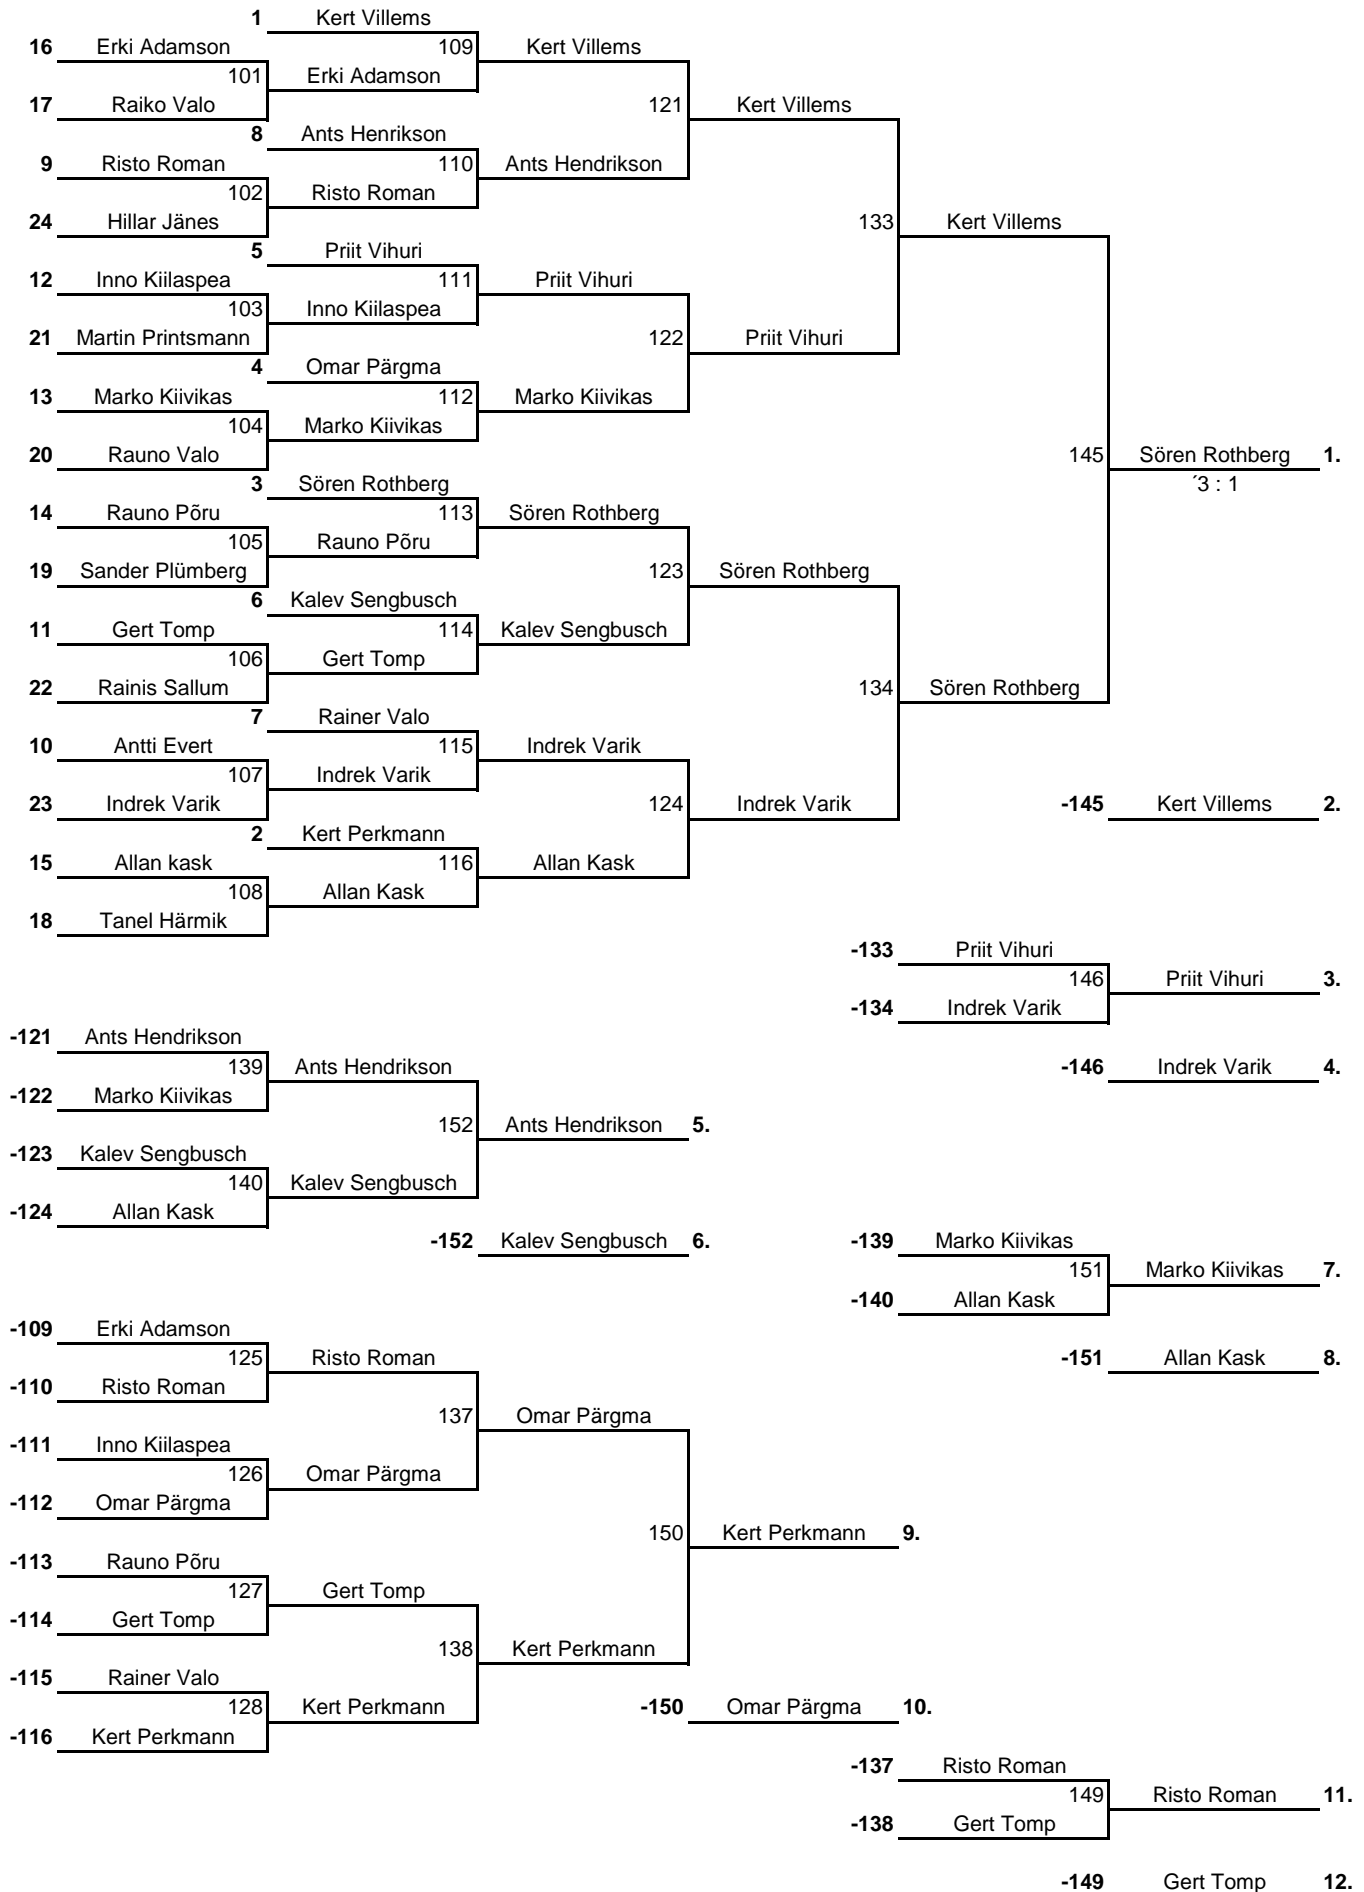 1 Kert Villems
16 Erki Adamson 109 Kert Villems
101 Erki Adamson
17 Raiko Valo 121 Kert Villems
8 Ants Henrikson
9 Risto Roman 110 Ants Hendrikson
102 Risto Roman
24 Hillar Jänes 133 Kert Villems
5 Priit Vihuri
12 Inno Kiilaspea 111 Priit Vihuri
103 Inno Kiilaspea
21 Martin Printsmann 122 Priit Vihuri
4 Omar Pärgma
13 Marko Kiivikas 112 Marko Kiivikas
104 Marko Kiivikas
20 Rauno Valo 145 Sören Rothberg 1.
3 Sören Rothberg ´3 : 1
14 Rauno Põru 113 Sören Rothberg
105 Rauno Põru
19 Sander Plümberg 123 Sören Rothberg
6 Kalev Sengbusch
11 Gert Tomp 114 Kalev Sengbusch
106 Gert Tomp
22 Rainis Sallum 134 Sören Rothberg
7 Rainer Valo
10 Antti Evert 115 Indrek Varik
107 Indrek Varik
23 Indrek Varik 124 Indrek Varik -145 Kert Villems 2.
2 Kert Perkmann
15 Allan kask 116 Allan Kask
108 Allan Kask
18 Tanel Härmik
-133 Priit Vihuri
146 Priit Vihuri 3.
-134 Indrek Varik
-121 Ants Hendrikson
139 Ants Hendrikson -146 Indrek Varik 4.
-122 Marko Kiivikas
152 Ants Hendrikson 5.
-123 Kalev Sengbusch
140 Kalev Sengbusch
-124 Allan Kask
-152 Kalev Sengbusch 6. -139 Marko Kiivikas
151 Marko Kiivikas 7.
-140 Allan Kask
-109 Erki Adamson
125 Risto Roman -151 Allan Kask 8.
-110 Risto Roman
137 Omar Pärgma
-111 Inno Kiilaspea
126 Omar Pärgma
-112 Omar Pärgma
150 Kert Perkmann 9.
-113 Rauno Põru
127 Gert Tomp
-114 Gert Tomp
138 Kert Perkmann
-115 Rainer Valo
128 Kert Perkmann -150 Omar Pärgma 10.
-116 Kert Perkmann
-137 Risto Roman
149 Risto Roman 11.
-138 Gert Tomp
-149 Gert Tomp 12.